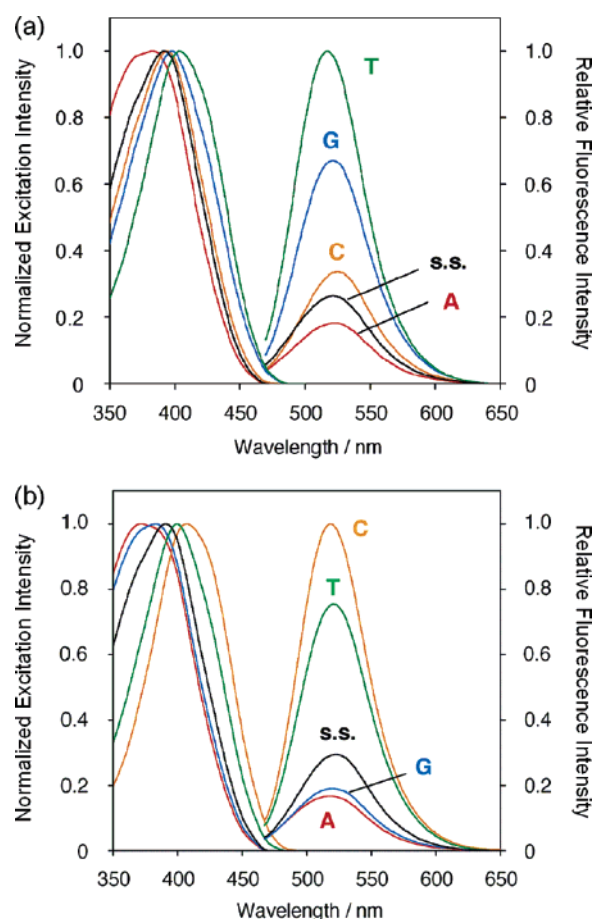 (a)
Normalized Excitation Intensity
Relative Fluorescence Intensity
1.0
0.8
0.6
0.4
0.2
0
1.0
0.8
0.6
0.4
0.2
0
T
G
C
s.s.
A
350 400 450 500 550 600 650
Wavelength / nm
(b)
Normalized Excitation Intensity
Relative Fluorescence Intensity
1.0
0.8
0.6
0.4
0.2
0
1.0
0.8
0.6
0.4
0.2
0
C
T
s.s.
G
A
350 400 450 500 550 600 650
Wavelength / nm